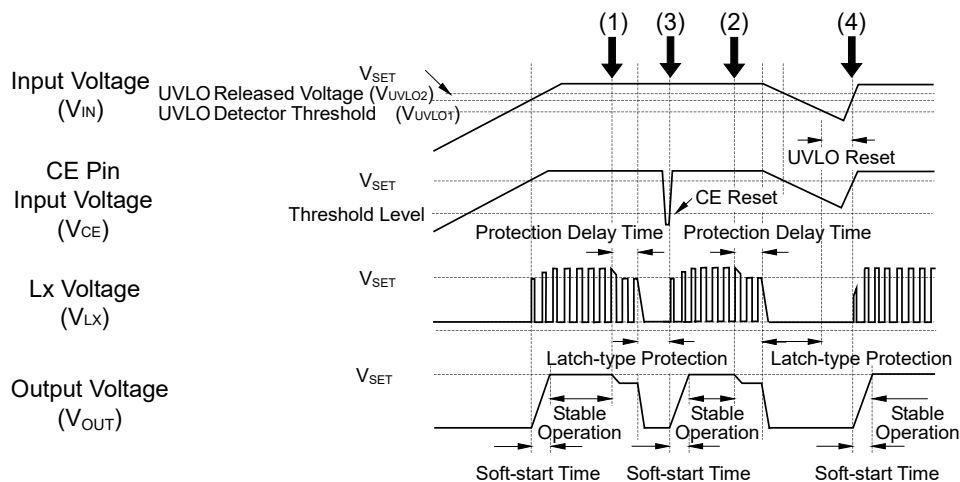 (1) (3) (2) (4)
Input Voltage
(VIN)
VSET
UVLO Released Voltage (VUVLO2)
UVLO Detector Threshold (VUVLO1)
UVLO Reset
CE Pin
Input Voltage
(VCE)
VSET
Threshold Level
CE Reset
Protection Delay Time Protection Delay Time
Lx Voltage
(VLX)
VSET
Latch-type Protection Latch-type Protection
Output Voltage
(VOUT)
VSET
Stable Stable Stable
Operation Operation Operation
Soft-start Time Soft-start Time Soft-start Time